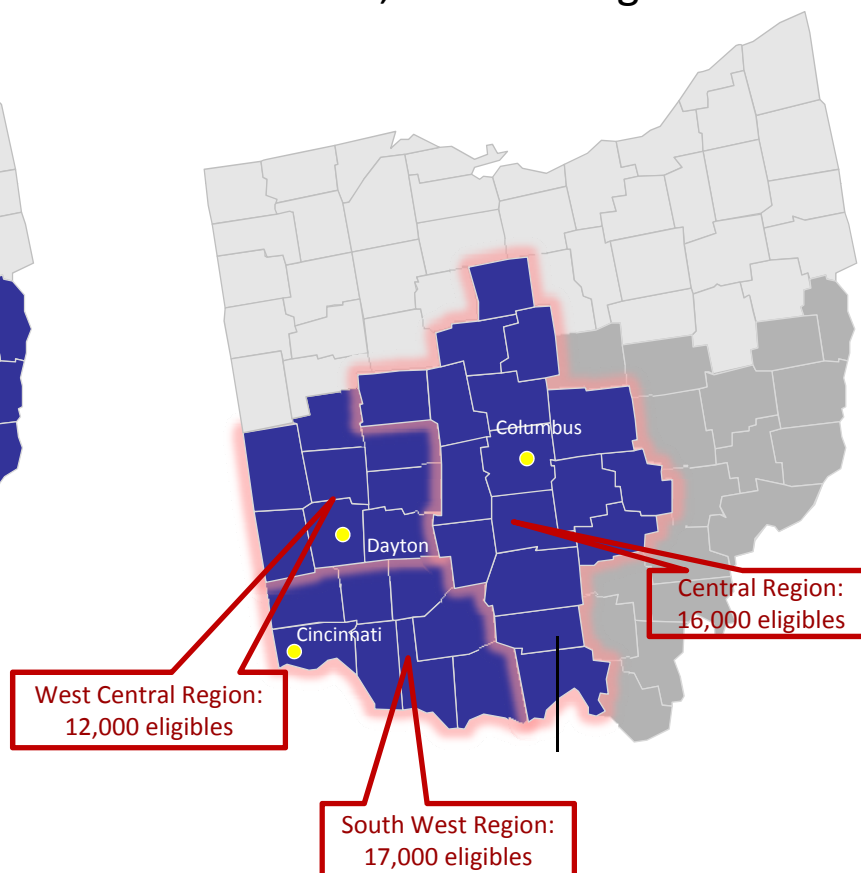 Columbus
Dayton
Central Region:
16,000 eligibles
Cincinnati
West Central Region:
12,000 eligibles
South West Region:
17,000 eligibles